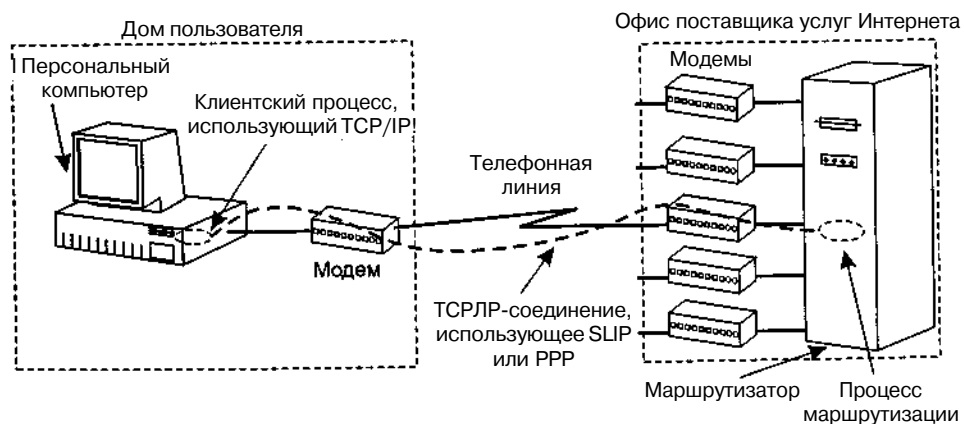 Дом пользователя
Офис поставщика услуг Интернета
Персональный
компьютер
Клиентский процесс,
использующий TCP/IP
Модемы
Телефонная
линия
Модем
ТСРЛР-соединение,
использующее SLIP
или PPP
Маршрутизатор
Процесс
маршрутизации